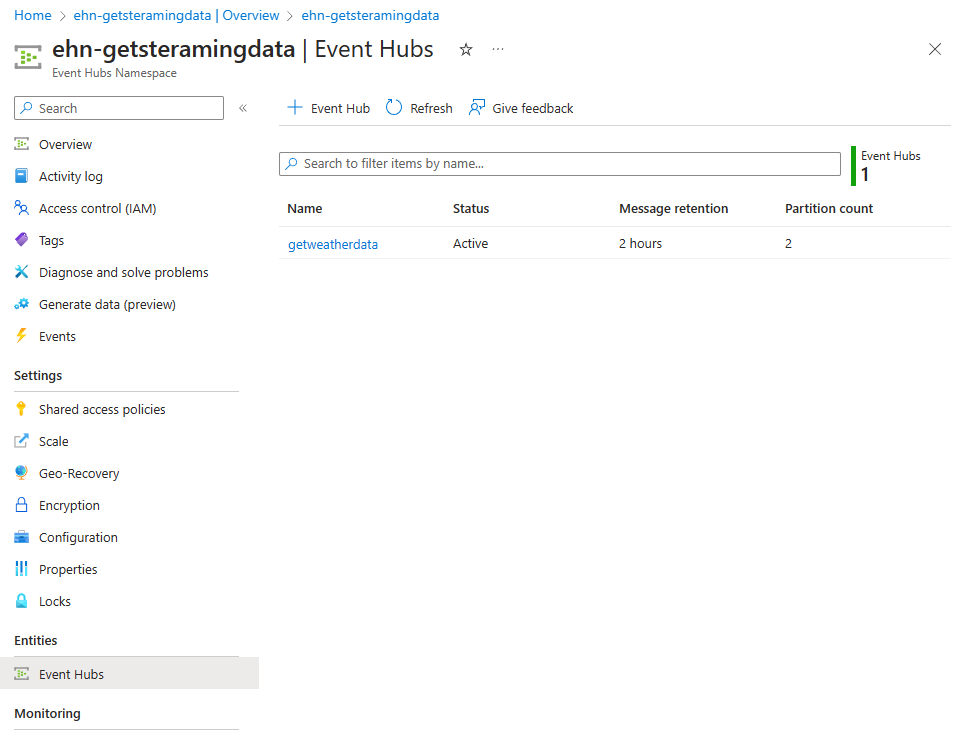 Home > ehn-getsteramingdata | Overview > ehn-getsteramingdata
ehn-getsteramingdata | Event Hubs
Event Hubs Namespace
Search
Overview
Activity log
Access control (IAM)
Tags
Diagnose and solve problems
Generate data (preview)
Events
Settings
Shared access policies
Scale
Geo-Recovery
Encryption
Configuration
Properties
Locks
Entities
Event Hubs
Monitoring
Event Hub Refresh Give feedback
Search to filter items by name...
Event Hubs
1
Name Status Message retention Partition count
getweatherdata Active 2 hours 2